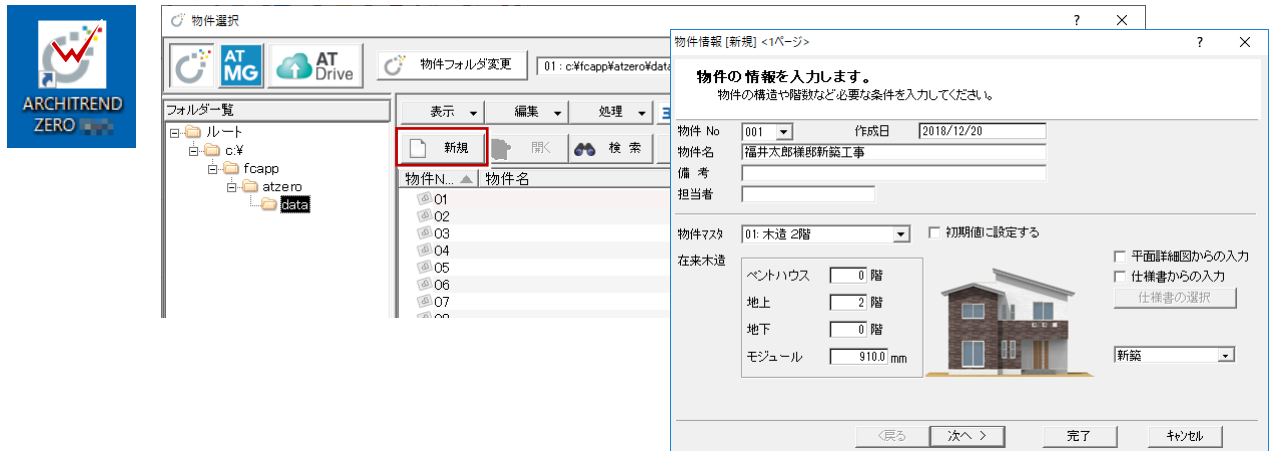 ARCHITREND
ZERO
物件選択
? ×
AT
MG
AT
Drive
物件フォルダ変更
01 : c:¥fcapp¥atzero¥data
フォルダ一覧
ルート
c:¥
fcapp
atzero
data
表示
編集
処理
新規
開く
検 索
物件N...
物件名
01
02
03
04
05
06
07
物件情報 [新規] <1ページ>
? ×
物件の情報を入力します。
物件の構造や階数など必要な条件を入力してください。
物件 No
001
作成日
2018/12/20
物件名
福井太郎様邸新築工事
備 考
担当者
物件マスタ
01: 木造 2階
初期値に設定する
在来木造
ペントハウス
0 階
地上
2 階
地下
0 階
モジュール
910.0 mm
平面詳細図からの入力
仕様書からの入力
仕様書の選択
新築
<戻る
次へ >
完了
キャンセル